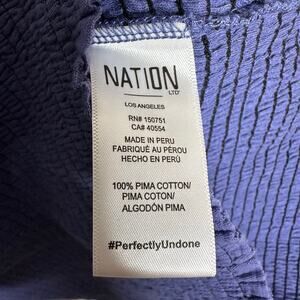 NATION
LTD
LOS ANGELES
RN# 150751
CA# 40554
MADE IN PERU
FABRIQUÉ AU PÉROU
HECHO EN PERÚ
100% PIMA COTTON/
PIMA COTON/
ALGODÓN PIMA
#PerfectlyUndone